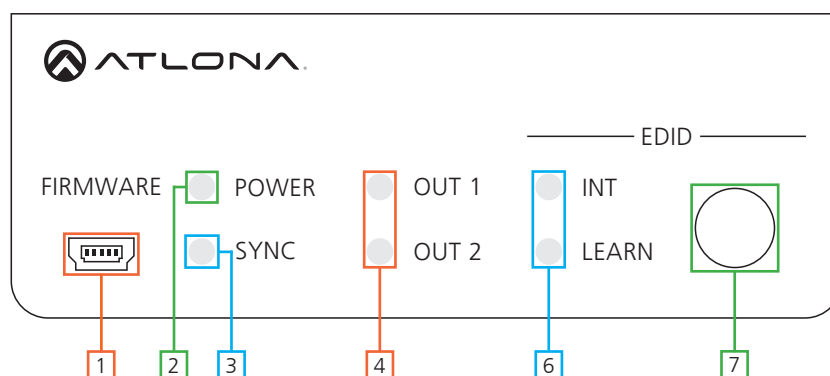 ATLONA.
EDID
FIRMWARE POWER OUT 1 INT
SYNC OUT 2 LEARN
1 2 3 4 6 7